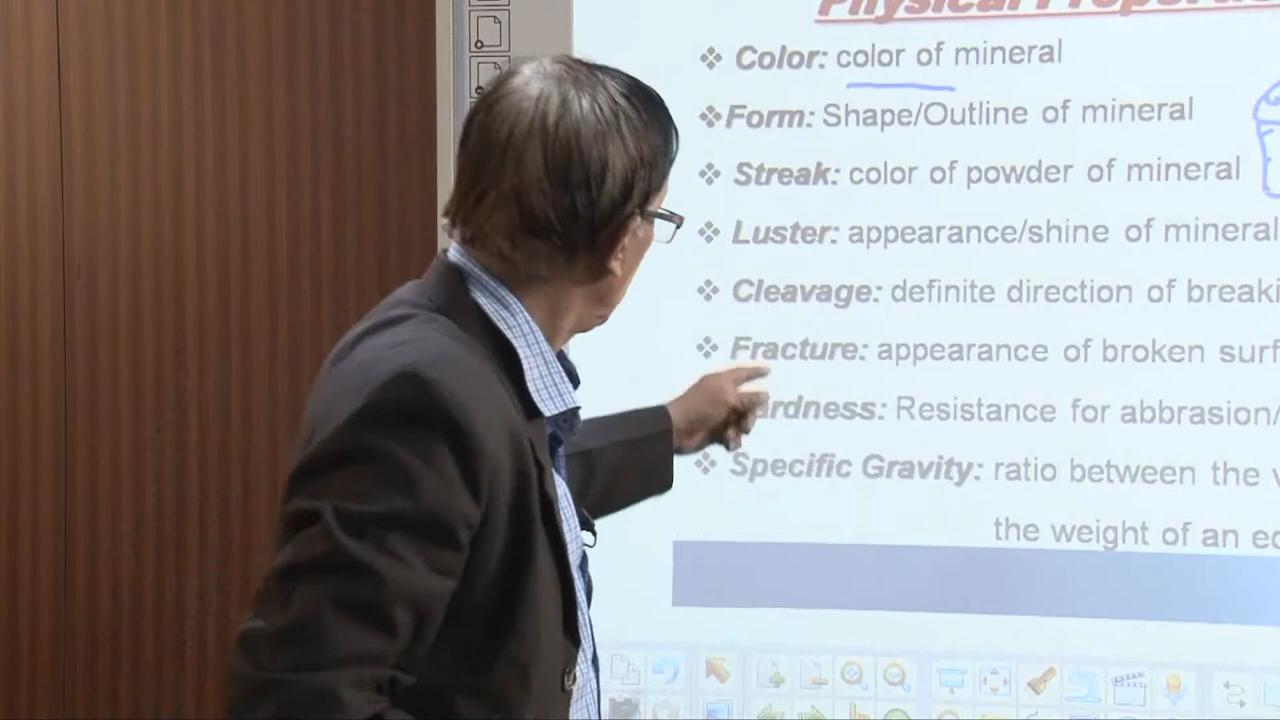 Physical
❖ Color: color of mineral
❖ Form: Shape/Outline of mineral
❖ Streak: color of powder of mineral
❖ Luster: appearance/shine of mineral
❖ Cleavage: definite direction of
❖ Fracture: appearance of broken
Resistance for abbrasion/
❖ Specific Gravity: ratio between the
the weight of an